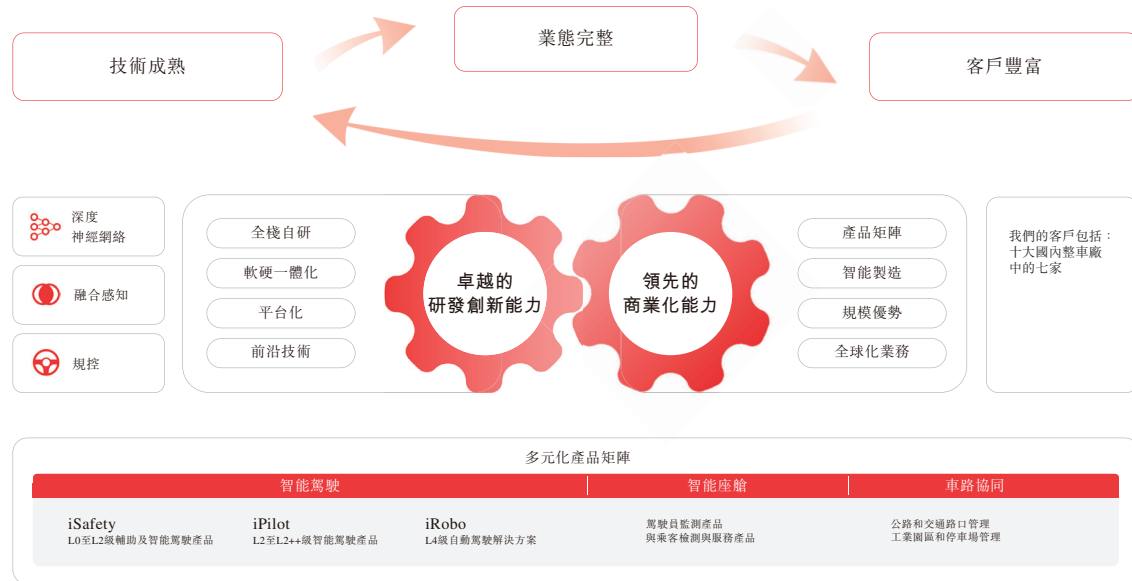 技術成熟
業態完整
客戶豐富
深度
神經網絡
融合感知
規控
全棧自研
軟硬一體化
平台化
前沿技術
卓越的
研發創新能力
領先的
商業化能力
產品矩陣
智能製造
規模優勢
全球化業務
我們的客戶包括：
十大國內整車廠
中的七家
多元化產品矩陣
智能駕駛
智能座艙
車路協同
iSafety
L0至L2級輔助及智能駕駛產品
iPilot
L2至L2++級智能駕駛產品
iRobo
L4級自動駕駛解決方案
駕駛員監測產品
與乘客檢測與服務產品
公路和交通路口管理
工業園區和停車場管理